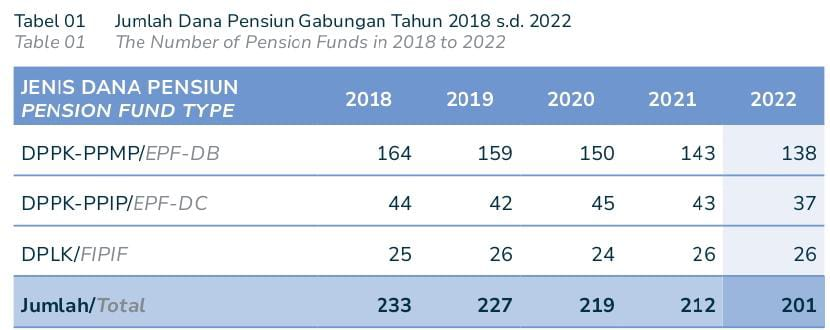 Tabel 01 Jumlah Dana Pensiun Gabungan Tahun 2018 s.d. 2022
Table 01 The Number of Pension Funds in 2018 to 2022
JENIS DANA PENSIUN
PENSION FUND TYPE 2018 2019 2020 2021 2022
DPPK-PPMP/EPF-DB 164 159 150 143 138
DPPK-PPIP/EPF-DC 44 42 45 43 37
DPLK/FIPIF 25 26 24 26 26
Jumlah/Total 233 227 219 212 201